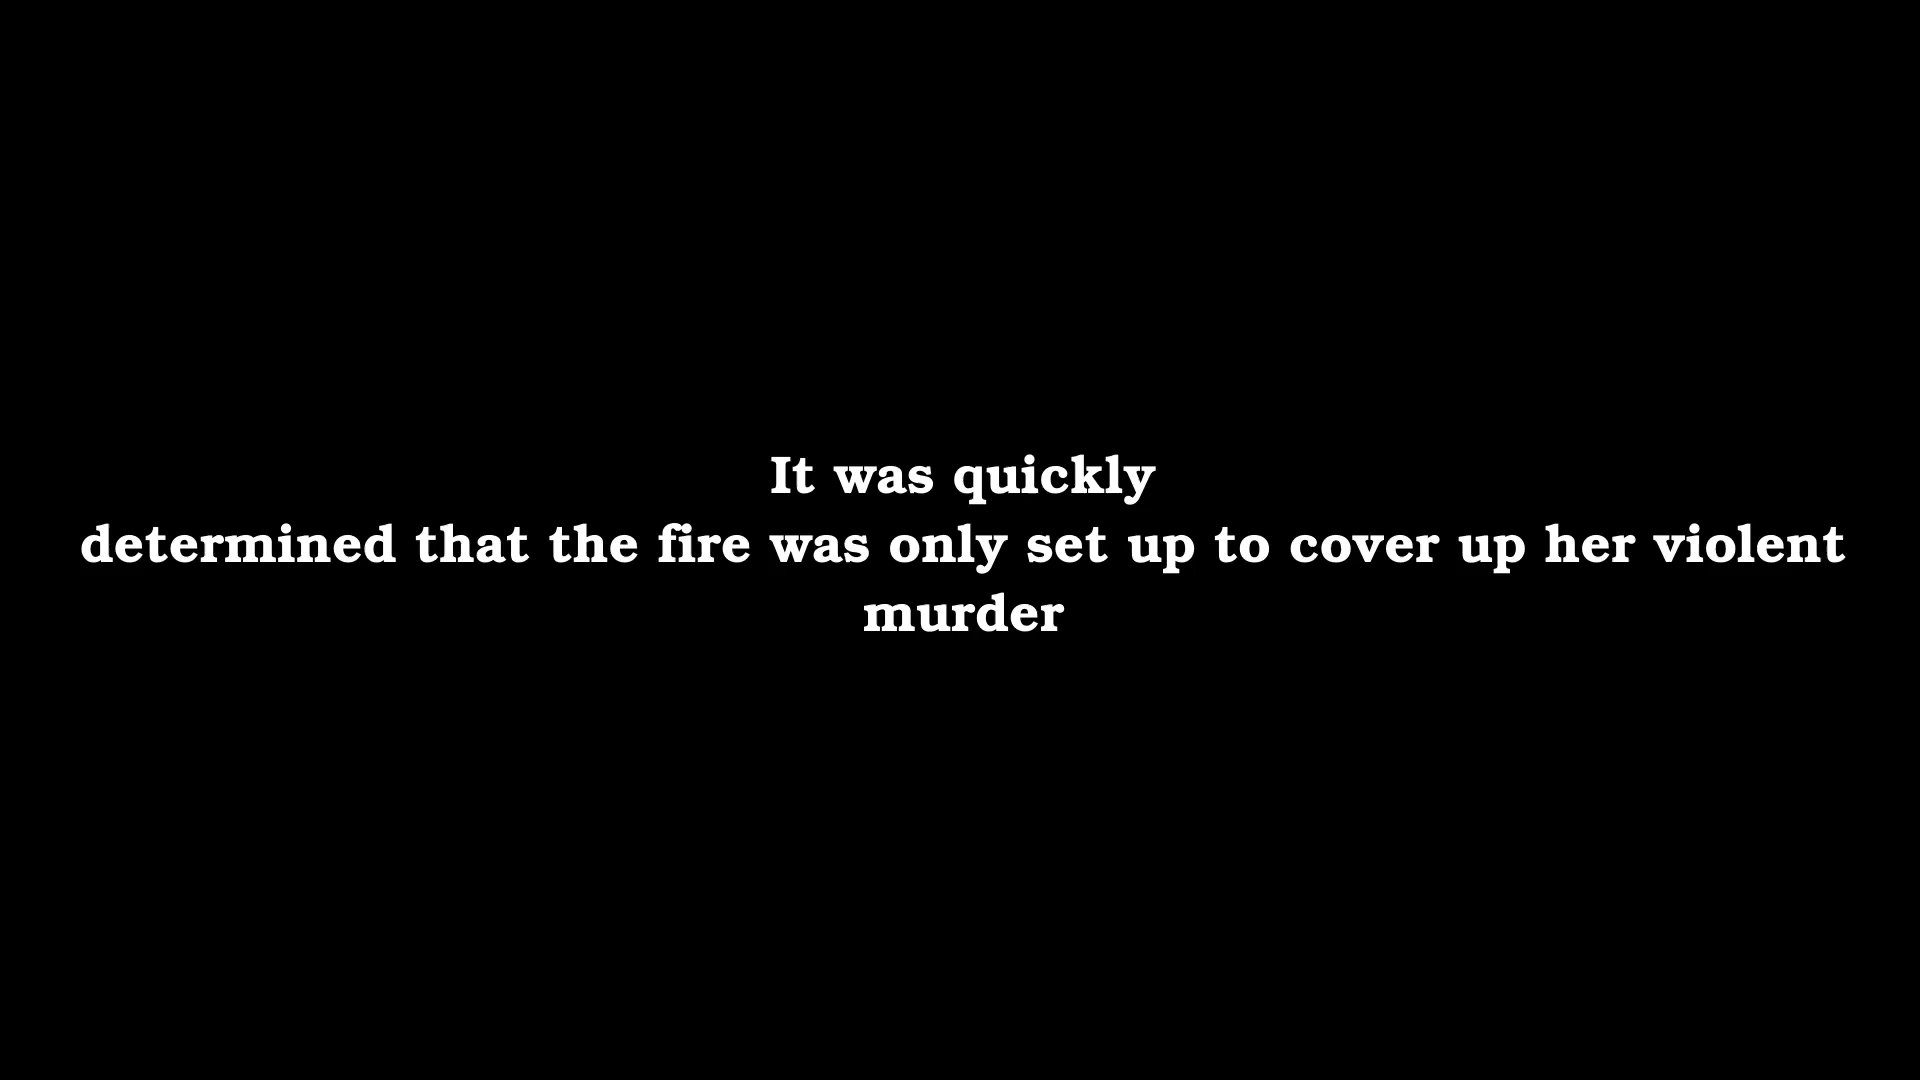 It was quickly
determined that the fire was only set up to cover up her violent
murder